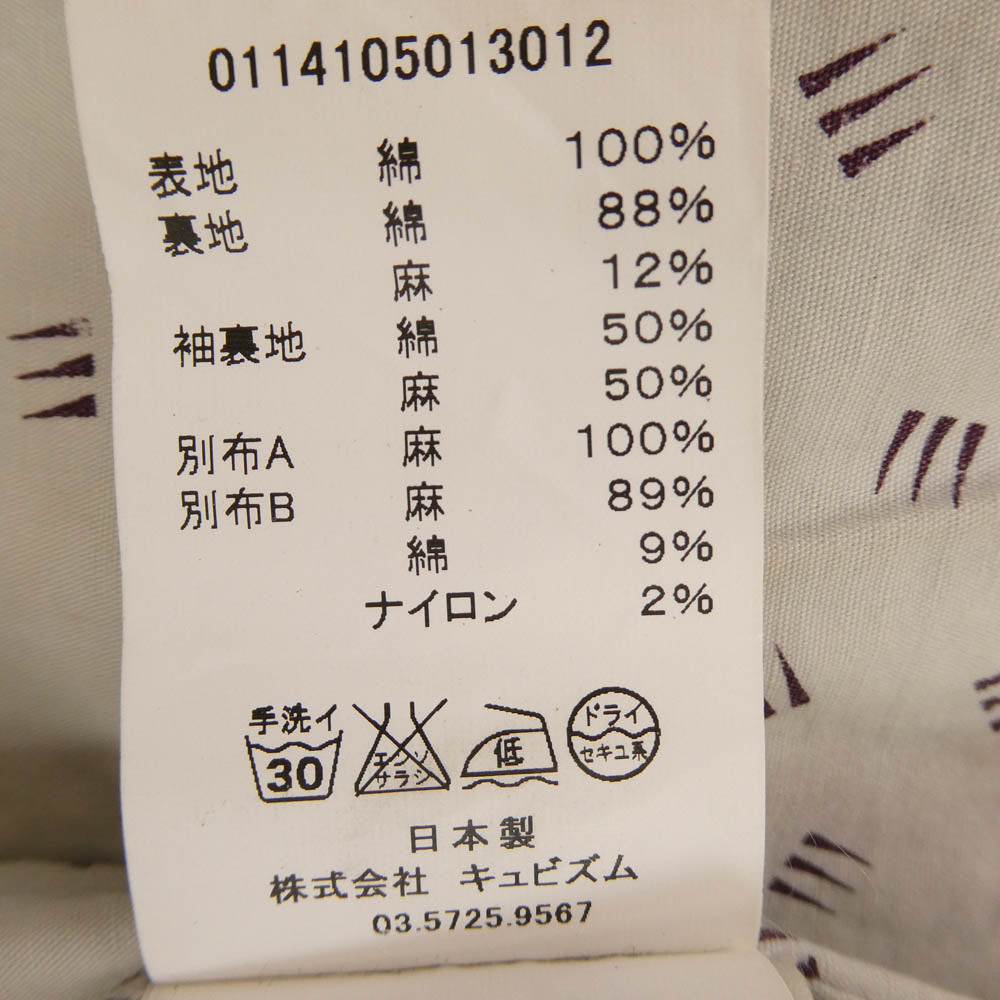 0114105013012
表地 綿 100%
裏地 綿 88%
麻 12%
袖裏地 綿 50%
麻 50%
別布A 麻 100%
別布B 麻 89%
綿 9%
ナイロン 2%
手洗イ 30 エンソサラシ 低 ドライ セキユ系
日本製
株式会社 キュビズム
03.5725.9567